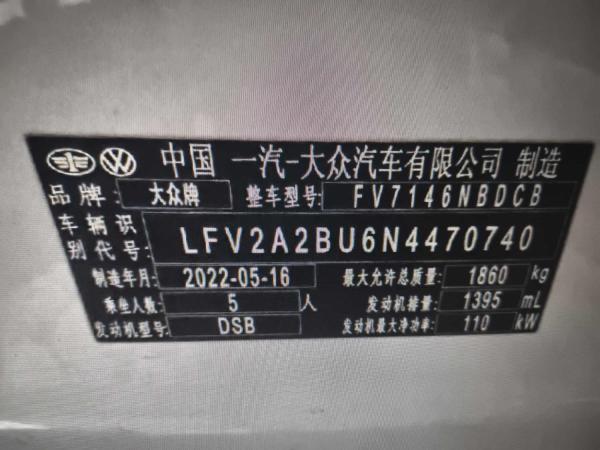 中国 一汽-大众汽车有限公司 制造
品牌: 大众牌 整车型号: FV7146NBDCB
车辆识
别代号: LFV2A2BU6N4470740
制造年月: 2022-05-16 最大允许总质量: 1860 kg
乘坐人数: 5 人 发动机排量: 1395 mL
发动机型号: DSB 发动机最大净功率: 110 kW